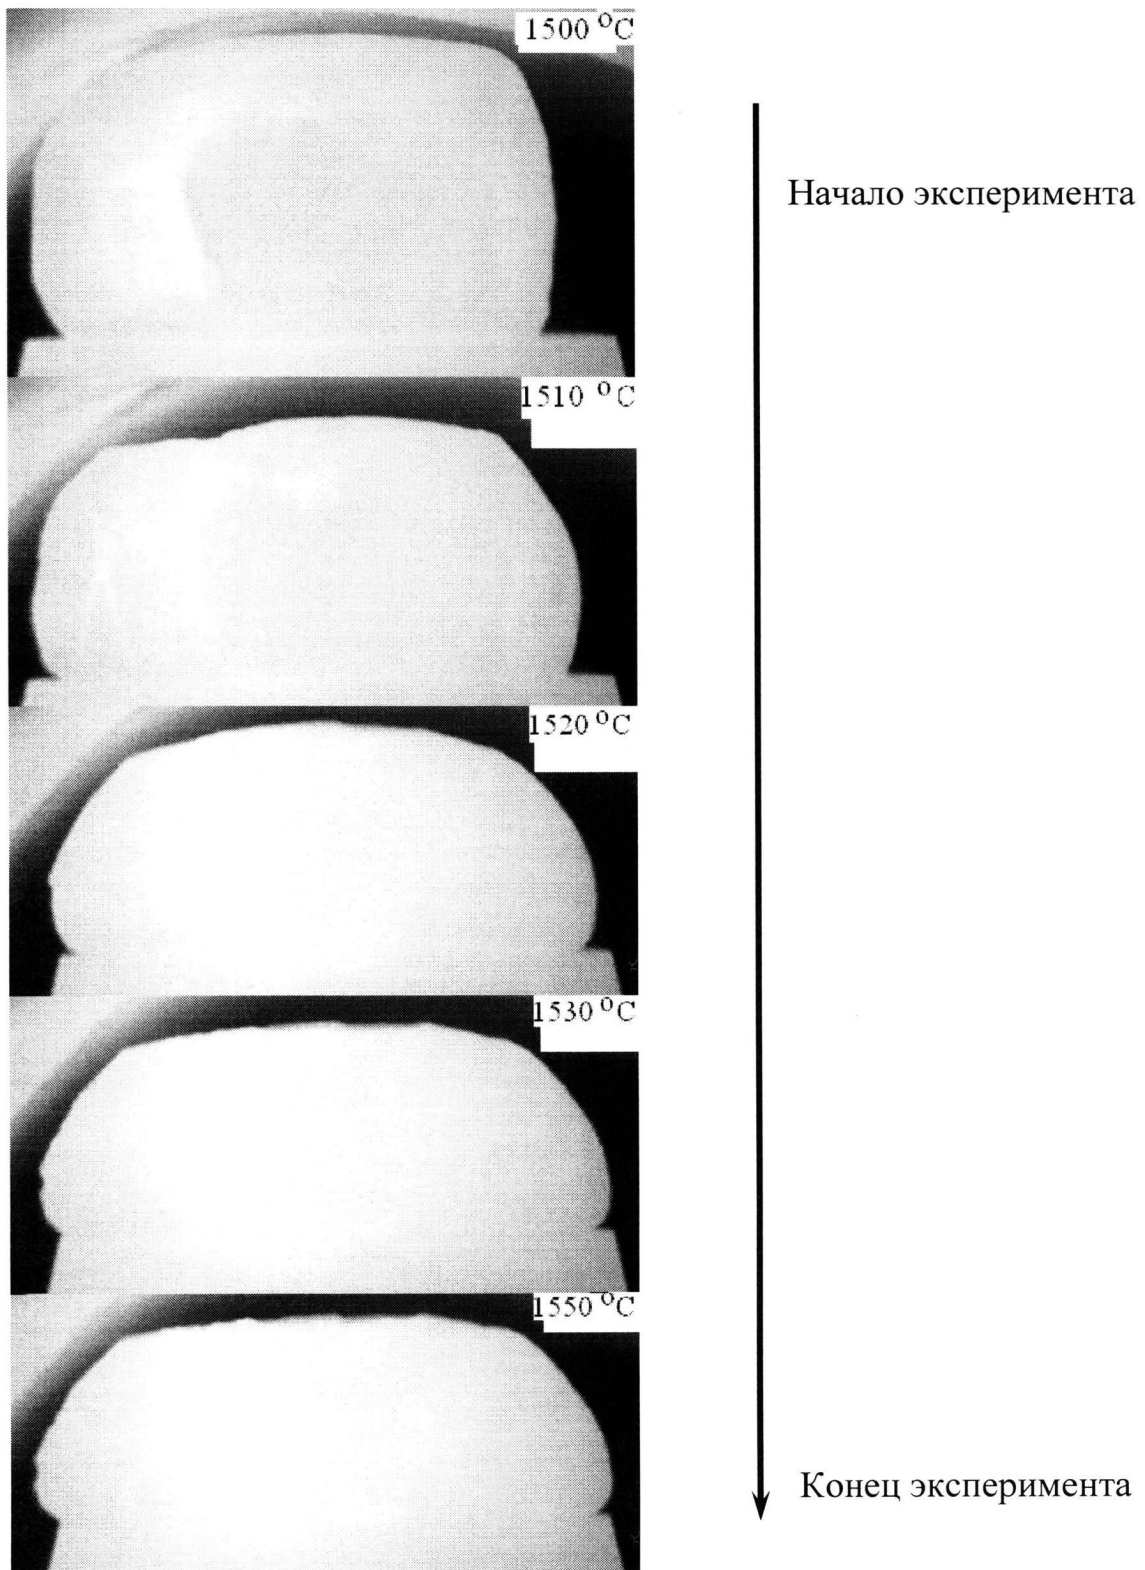 1500 °C
Начало эксперимента
1510 °C
1520 °C
1530 °C
1550 °C
Конец эксперимента